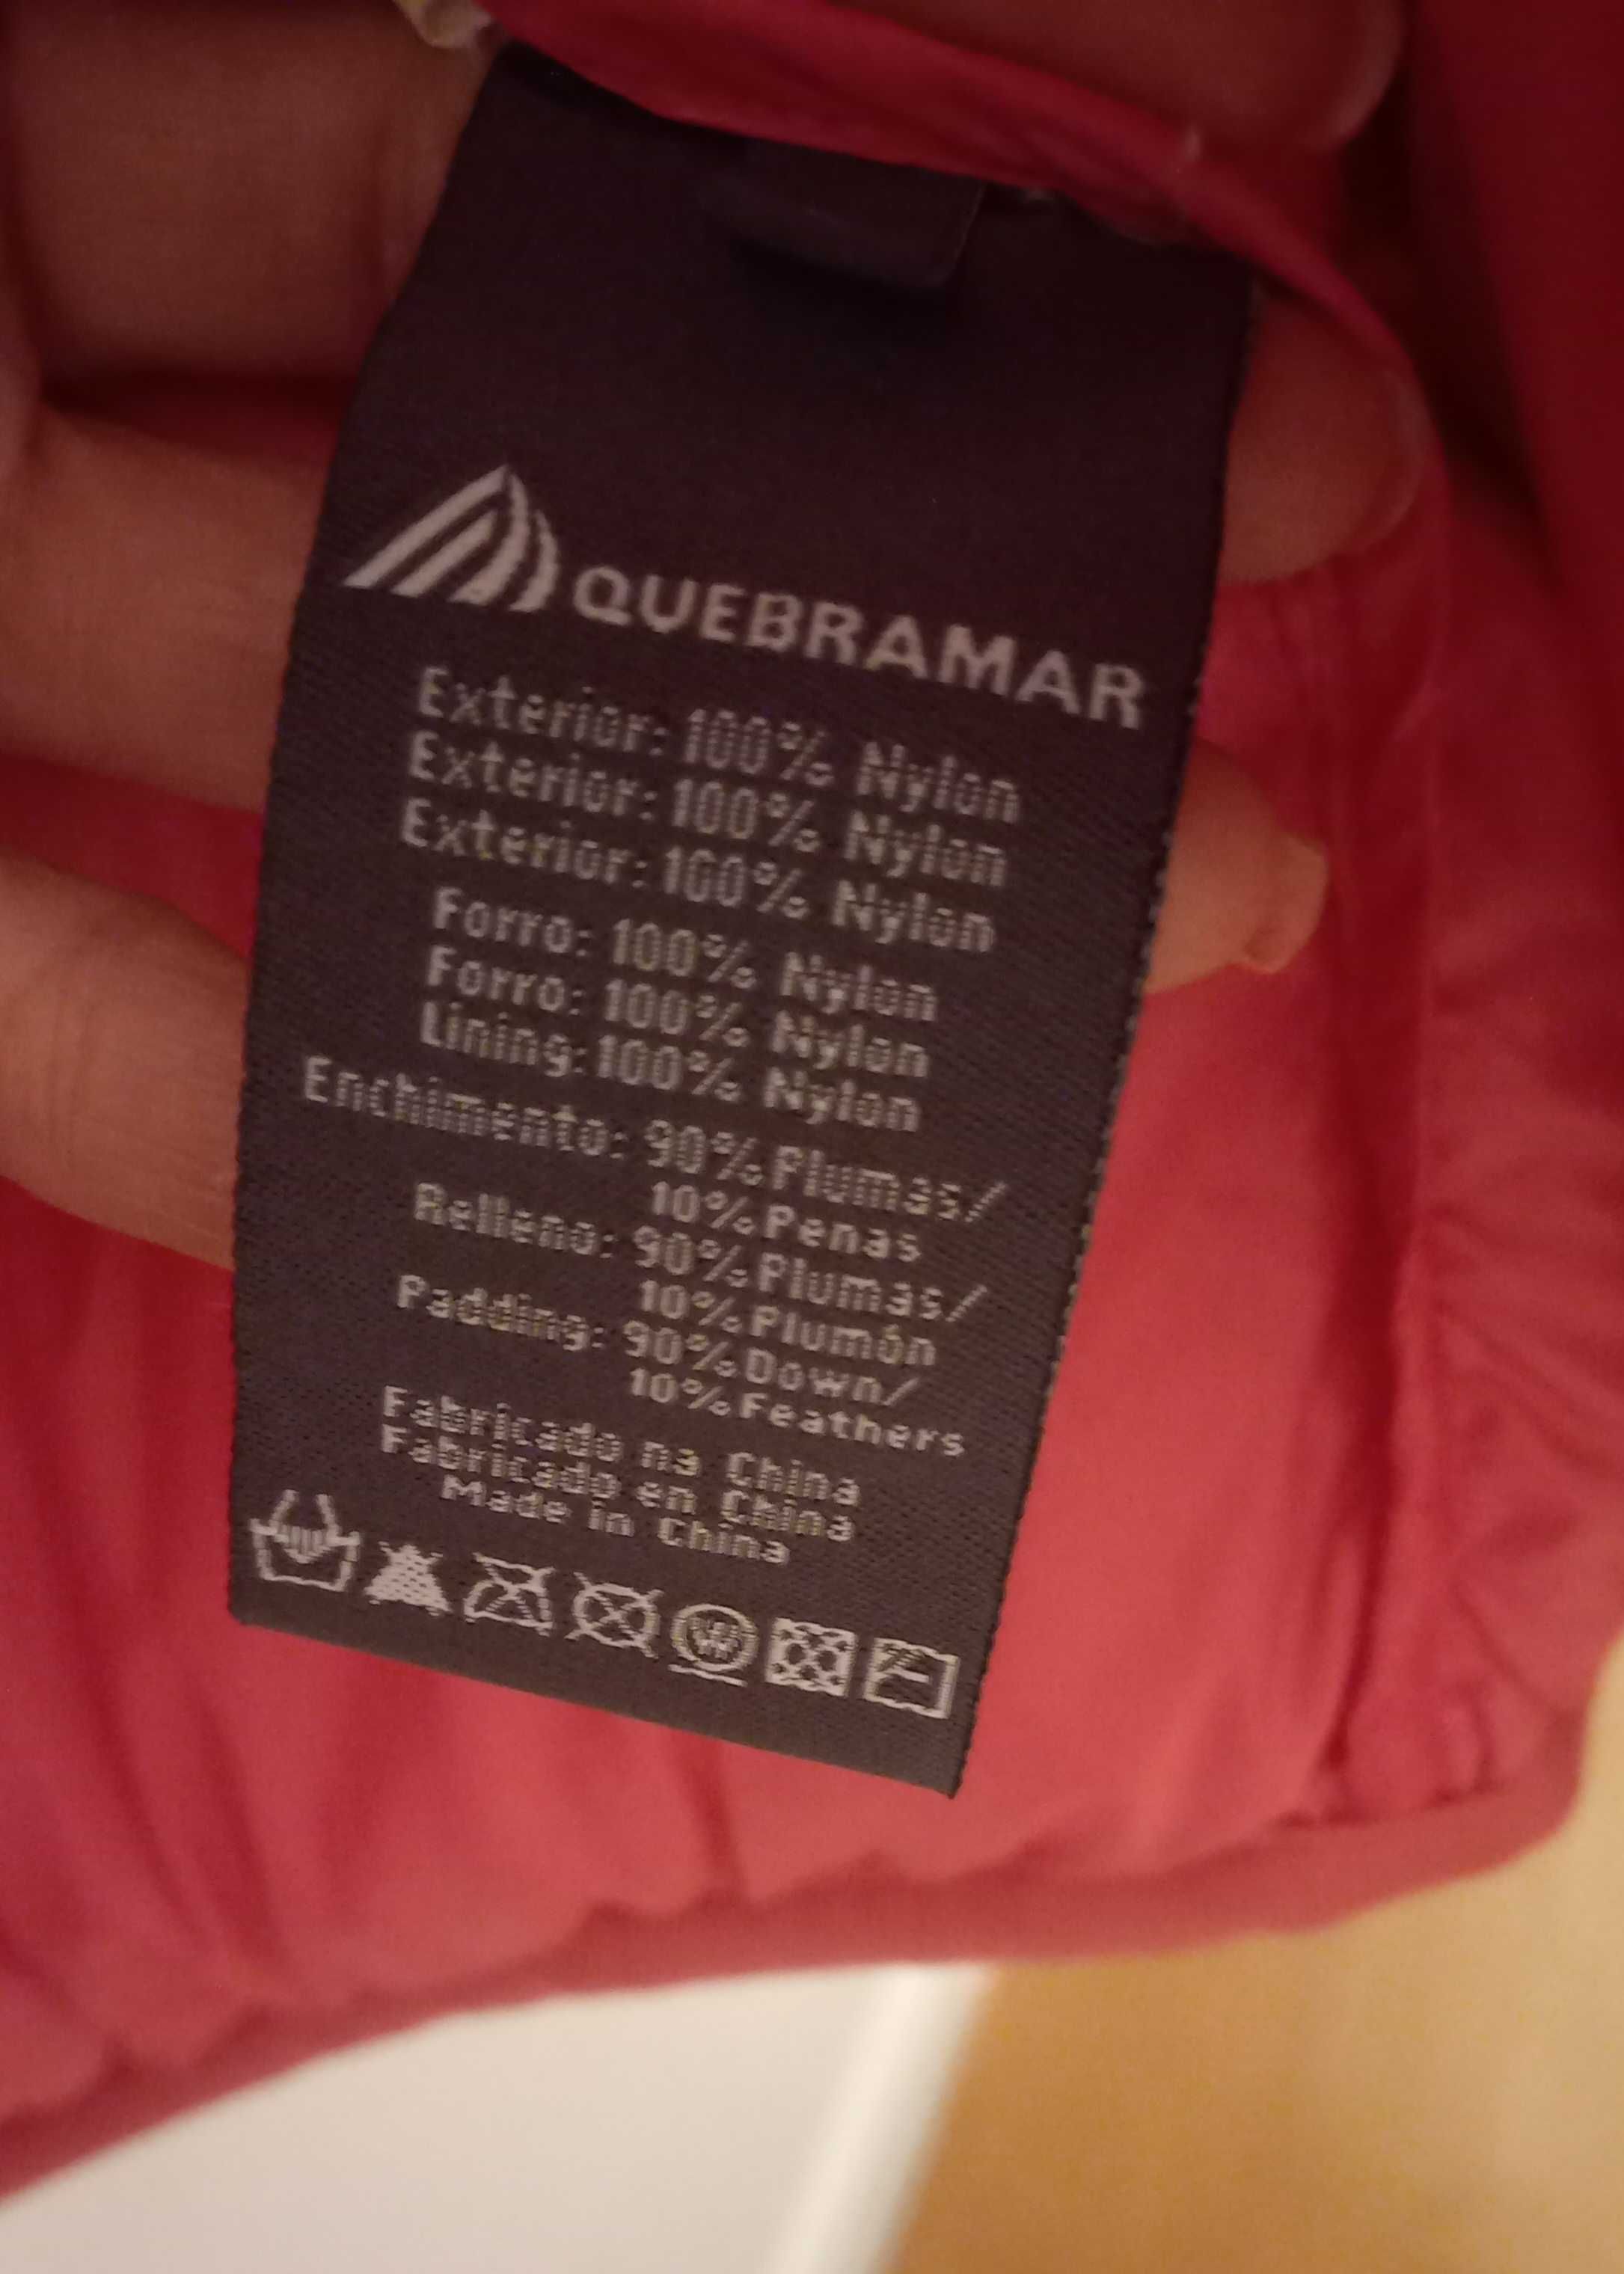 QUEBRAMAR
Exterior: 100% Nylon
Exterior: 100% Nylon
Exterior: 100% Nylon
Forro: 100% Nylon
Forro: 100% Nylon
Lining: 100% Nylon
Enchimento: 90% Plumas/
10% Penas
Relleno: 90% Plumas/
10% Plumón
Padding: 90% Down/
10% Feathers
Fabricado na China
Fabricado en China
Made in China